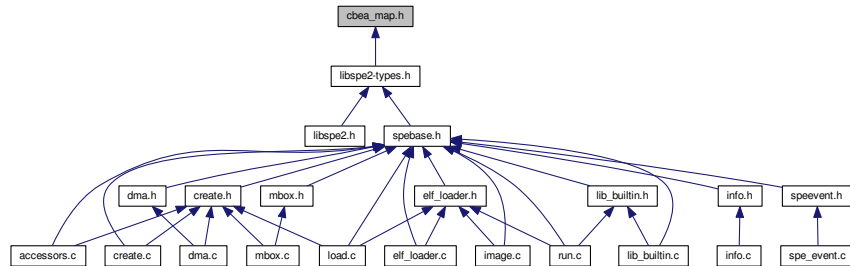 cbea_map.h
libspe2-types.h
libspe2.h spebase.h
dma.h create.h mbox.h elf_loader.h lib_builtin.h info.h speevent.h
accessors.c create.c dma.c mbox.c load.c elf_loader.c image.c run.c lib_builtin.c info.c spe_event.c